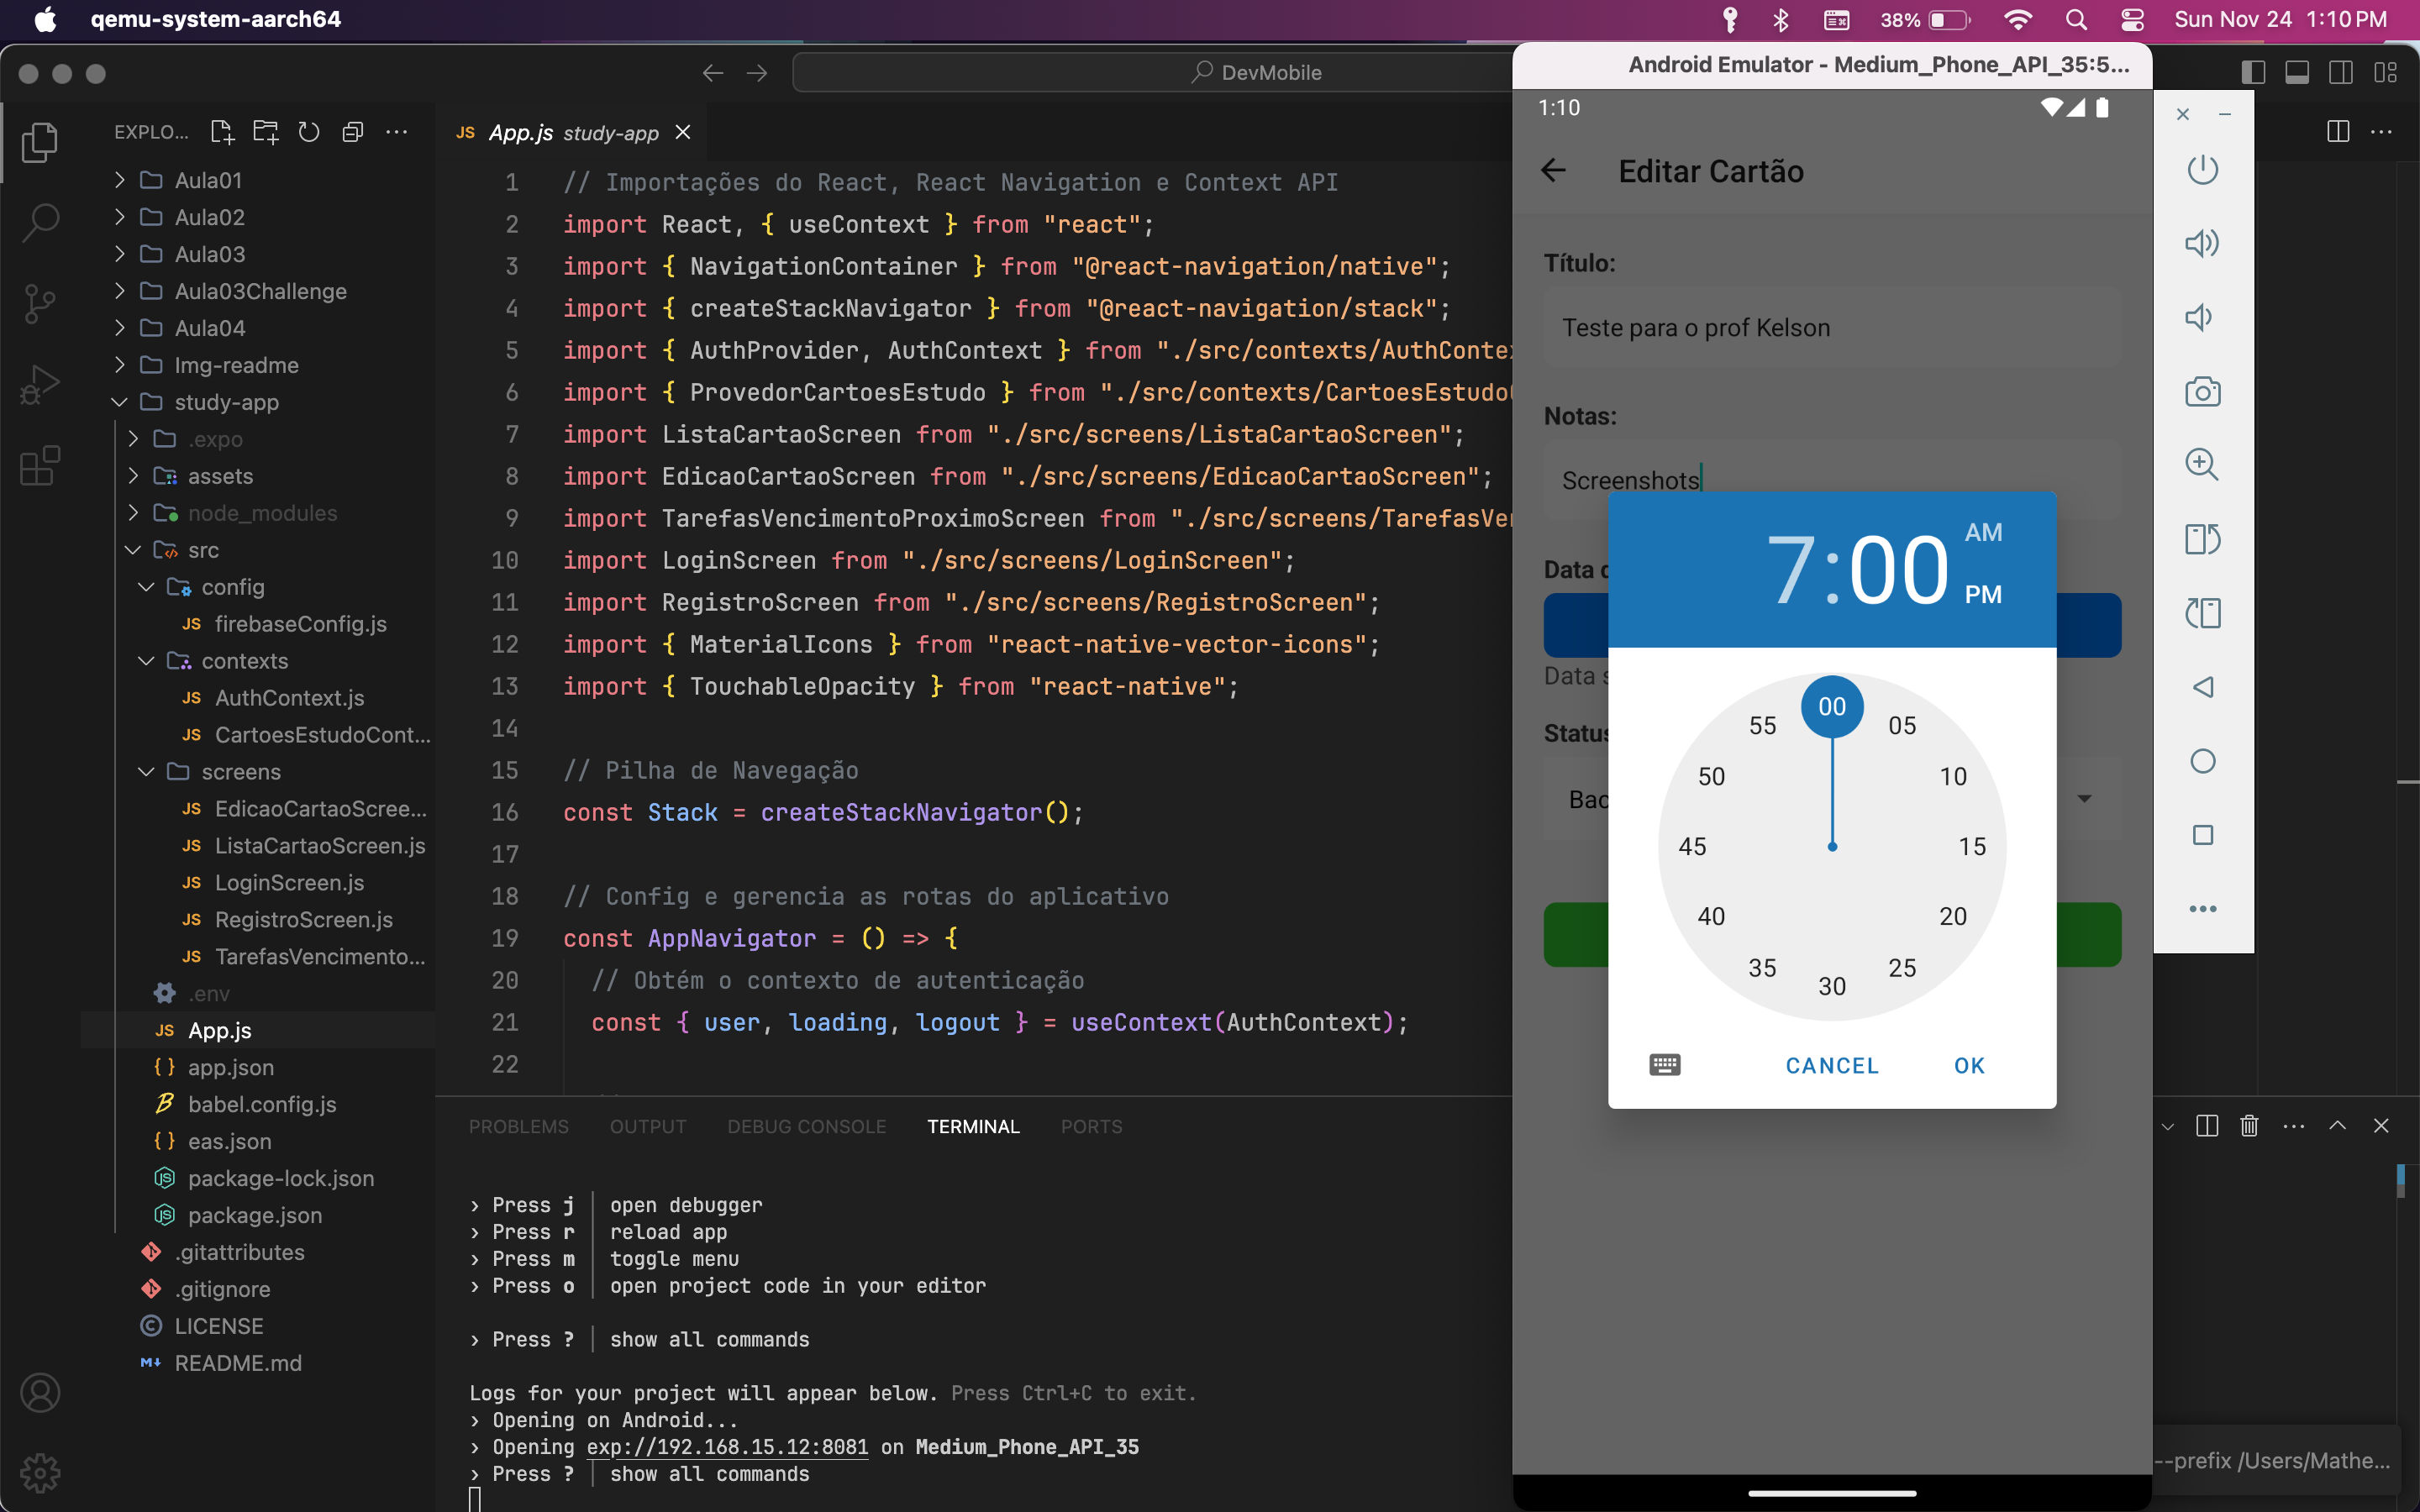 qemu-system-aarch64
38%
Sun Nov 24 1:10 PM
DevMobile
EXPLO...
Aula01
Aula02
Aula03
Aula03Challenge
Aula04
Img-readme
study-app
.expo
assets
node_modules
src
config
JS firebaseConfig.js
contexts
JS AuthContext.js
JS CartoesEstudoCont...
screens
JS EdicaoCartaoScree...
JS ListaCartaoScreen.js
JS LoginScreen.js
JS RegistroScreen.js
JS TarefasVencimento...
.env
JS App.js
{} app.json
babel.config.js
{} eas.json
package-lock.json
package.json
.gitattributes
.gitignore
LICENSE
README.md
JS App.js study-app
1 // Importações do React, React Navigation e Context API
2 import React, { useContext } from "react";
3 import { NavigationContainer } from "@react-navigation/native";
4 import { createStackNavigator } from "@react-navigation/stack";
5 import { AuthProvider, AuthContext } from "./src/contexts/AuthContex
6 import { ProvedorCartoesEstudo } from "./src/contexts/CartoesEstudo
7 import ListaCartaoScreen from "./src/screens/ListaCartaoScreen";
8 import EdicaoCartaoScreen from "./src/screens/EdicaoCartaoScreen";
9 import TarefasVencimentoProximoScreen from "./src/screens/TarefasVe
10 import LoginScreen from "./src/screens/LoginScreen";
11 import RegistroScreen from "./src/screens/RegistroScreen";
12 import { MaterialIcons } from "react-native-vector-icons";
13 import { TouchableOpacity } from "react-native";
14
15 // Pilha de Navegação
16 const Stack = createStackNavigator();
17
18 // Config e gerencia as rotas do aplicativo
19 const AppNavigator = () => {
20 // Obtém o contexto de autenticação
21 const { user, loading, logout } = useContext(AuthContext);
22
PROBLEMS OUTPUT DEBUG CONSOLE TERMINAL PORTS
› Press j │ open debugger
› Press r │ reload app
› Press m │ toggle menu
› Press o │ open project code in your editor
› Press ? │ show all commands
Logs for your project will appear below. Press Ctrl+C to exit.
› Opening on Android...
› Opening exp://192.168.15.12:8081 on Medium_Phone_API_35
› Press ? │ show all commands
Android Emulator - Medium_Phone_API_35:5...
1:10
Editar Cartão
Título:
Teste para o prof Kelson
Notas:
Screenshots
Data d
Data s
Status
Bac
7:00
AM
PM
00
05
10
15
20
25
30
35
40
45
50
55
CANCEL OK
--prefix /Users/Mathe...